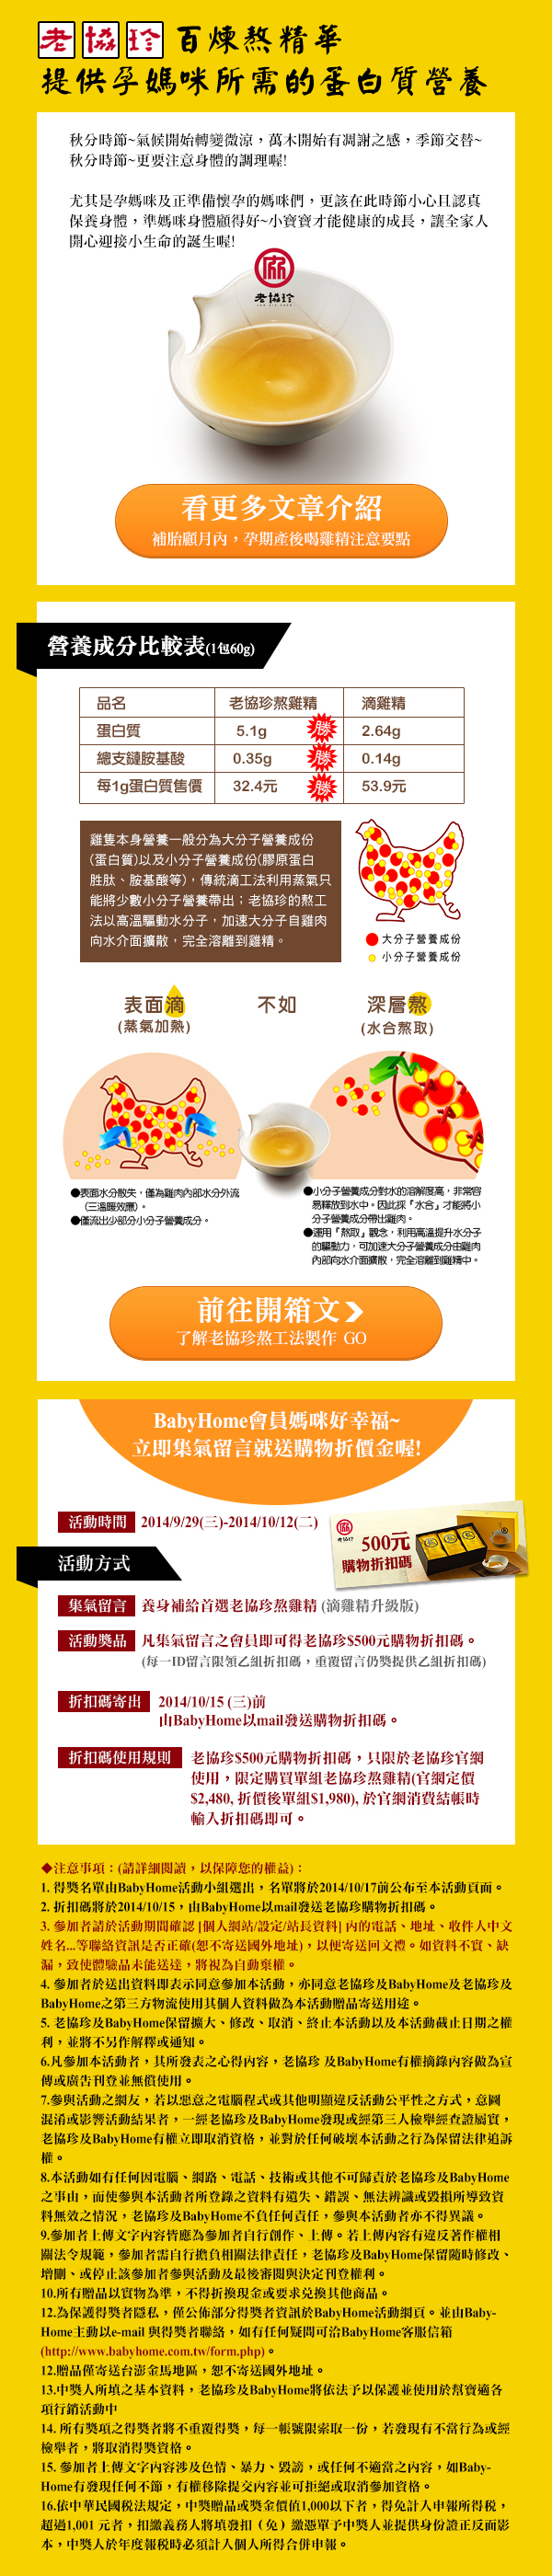 老協珍 百煉熬精華
提供孕媽咪所需的蛋白質營養
秋分時節~氣候開始轉變微涼，萬木開始有凋謝之感，季節交替~
秋分時節~更要注意身體的調理喔!
尤其是孕媽咪及正準備懷孕的媽咪們，更該在此時節小心且認真
保養身體，準媽咪身體顧得好~小寶寶才能健康的成長，讓全家人
開心迎接小生命的誕生喔!
老協珍
看更多文章介紹
補胎顧月內，孕期產後喝雞精注意要點
營養成分比較表(1包60g)
品名 老協珍熬雞精 滴雞精
蛋白質 5.1g 勝 2.64g
總支鏈胺基酸 0.35g 勝 0.14g
每1g蛋白質售價 32.4元 勝 53.9元
雞隻本身營養一般分為大分子營養成份
(蛋白質)以及小分子營養成份(膠原蛋白
胜肽、胺基酸等)，傳統滴工法利用蒸氣只
能將少數小分子營養帶出；老協珍的熬工
法以高溫驅動水分子，加速大分子自雞肉
向水介面擴散，完全溶離到雞精。
大分子營養成份
小分子營養成份
表面滴 不如 深層熬
(蒸氣加熱) (水合熬取)
●表面水分散失，僅為雞肉內部水分外流
(三溫暖效應)。
●僅流出少部分小分子營養成分。
●小分子營養成分對水的溶解度高，非常容
易釋放到水中。因此採『水合』才能將小
分子營養成分帶出雞肉。
●運用『熬取』觀念，利用高溫提升水分子
的驅動力，可加速大分子營養成分由雞肉
內部向水介面擴散，完全溶離到雞精中。
前往開箱文
了解老協珍熬工法製作 GO
BabyHome會員媽咪好幸福~
立即集氣留言就送購物折價金喔!
活動時間 2014/9/29(三)-2014/10/12(二)
老協珍
500元
購物折扣碼
活動方式
集氣留言 養身補給首選老協珍熬雞精 (滴雞精升級版)
活動獎品 凡集氣留言之會員即可得老協珍$500元購物折扣碼。
(每一ID留言限領乙組折扣碼，重覆留言仍獎提供乙組折扣碼)
折扣碼寄出 2014/10/15 (三)前
由BabyHome以mail發送購物折扣碼。
折扣碼使用規則 老協珍$500元購物折扣碼，只限於老協珍官網
使用，限定購買單組老協珍熬雞精(官網定價
$2,480, 折價後單組$1,980), 於官網消費結帳時
輸入折扣碼即可。
◆注意事項：(請詳細閱讀，以保障您的權益)：
1. 得獎名單由BabyHome活動小組選出，名單將於2014/10/17前公布至本活動頁面。
2. 折扣碼將於2014/10/15，由BabyHome以mail發送老協珍購物折扣碼。
3. 參加者請於活動期間確認 [個人網站/設定/站長資料] 內的電話、地址、收件人中文
姓名...等聯絡資訊是否正確(恕不寄送國外地址)，以便寄送回文禮。如資料不實、缺
漏，致使體驗品未能送達，將視為自動棄權。
4. 參加者於送出資料即表示同意參加本活動，亦同意老協珍及BabyHome及老協珍及
BabyHome之第三方物流使用其個人資料做為本活動贈品寄送用途。
5. 老協珍及BabyHome保留擴大、修改、取消、終止本活動以及本活動截止日期之權
利，並將不另作解釋或通知。
6.凡參加本活動者，其所發表之心得內容，老協珍 及BabyHome有權摘錄內容做為宣
傳或廣告刊登並無償使用。
7.參與活動之網友，若以惡意之電腦程式或其他明顯違反活動公平性之方式，意圖
混淆或影響活動結果者，一經老協珍及BabyHome發現或經第三人檢舉經查證屬實，
老協珍及BabyHome有權立即取消資格，並對於任何破壞本活動之行為保留法律追訴
權。
8.本活動如有任何因電腦、網路、電話、技術或其他不可歸責於老協珍及BabyHome
之事由，而使參與本活動者所登錄之資料有遺失、錯誤、無法辨識或毀損所導致資
料無效之情況，老協珍及BabyHome不負任何責任，參與本活動者亦不得異議。
9.參加者上傳文字內容皆應為參加者自行創作、上傳。若上傳內容有違反著作權相
關法令規範，參加者需自行擔負相關法律責任，老協珍及BabyHome保留隨時修改、
增刪、或停止該參加者參與活動及最後審閱與決定刊登權利。
10.所有贈品以實物為準，不得折換現金或要求兌換其他商品。
12.為保護得獎者隱私，僅公佈部分得獎者資訊於BabyHome活動網頁。並由Baby-
Home主動以e-mail 與得獎者聯絡，如有任何疑問可洽BabyHome客服信箱
(http://www.babyhome.com.tw/form.php)。
12.贈品僅寄送台澎金馬地區，恕不寄送國外地址。
13.中獎人所填之基本資料，老協珍及BabyHome將依法予以保護並使用於幫寶適各
項行銷活動中
14. 所有獎項之得獎者將不重覆得獎，每一帳號限索取一份，若發現有不當行為或經
檢舉者，將取消得獎資格。
15. 參加者上傳文字內容涉及色情、暴力、毀謗，或任何不適當之內容，如Baby-
Home有發現任何不節，有權移除提交內容並可拒絕或取消參加資格。
16.依中華民國稅法規定，中獎贈品或獎金價值1,000以下者，得免計入申報所得稅，
超過1,001 元者，扣繳義務人將填發扣（免）繳憑單予中獎人並提供身份證正反面影
本，中獎人於年度報稅時必須計入個人所得合併申報。